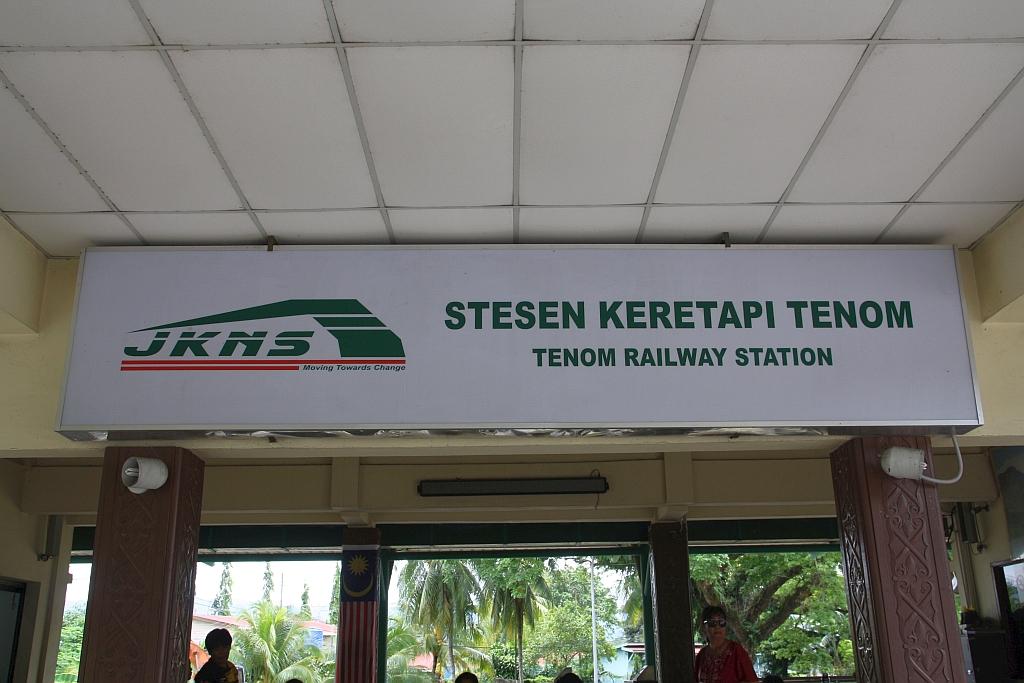 JKNS
Moving Towards Change
STESEN KERETAPI TENOM
TENOM RAILWAY STATION